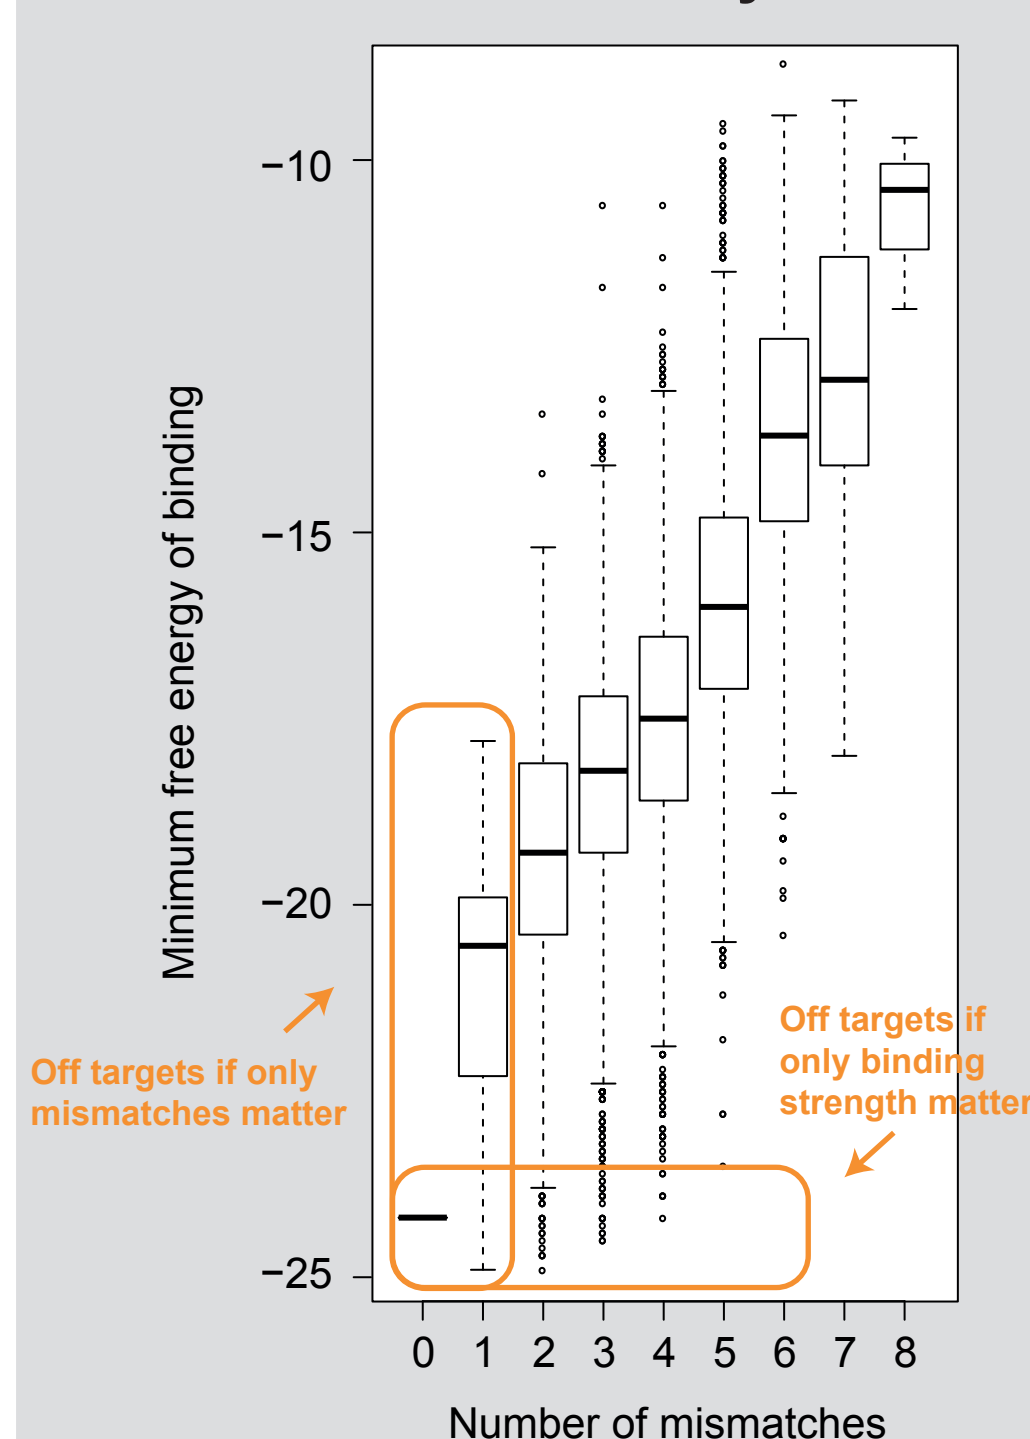 −10
−15
−20
−25
Minimum free energy of binding
Off targets if only
mismatches matter
Off targets if
only binding
strength matter
0 1 2 3 4 5 6 7 8
Number of mismatches